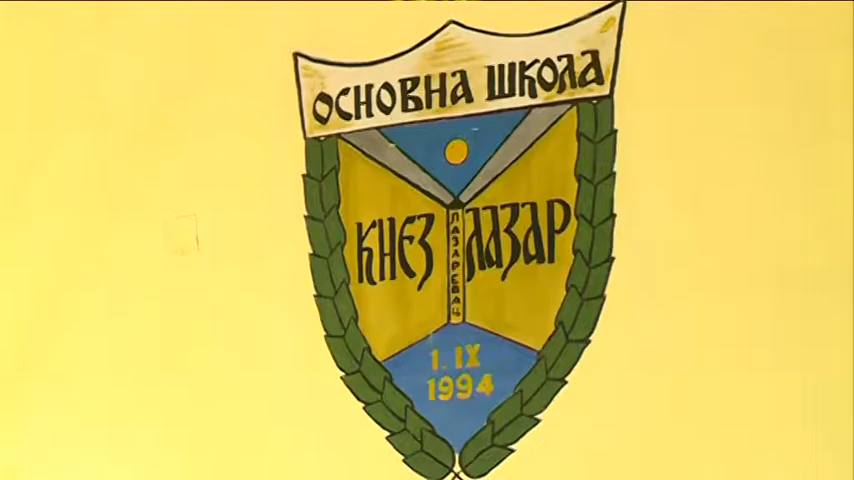 ОСНОВНА ШКОЛА
КНЕЗ ЛАЗАР
ЛАЗАРЕВАЦ
1. IX
1994